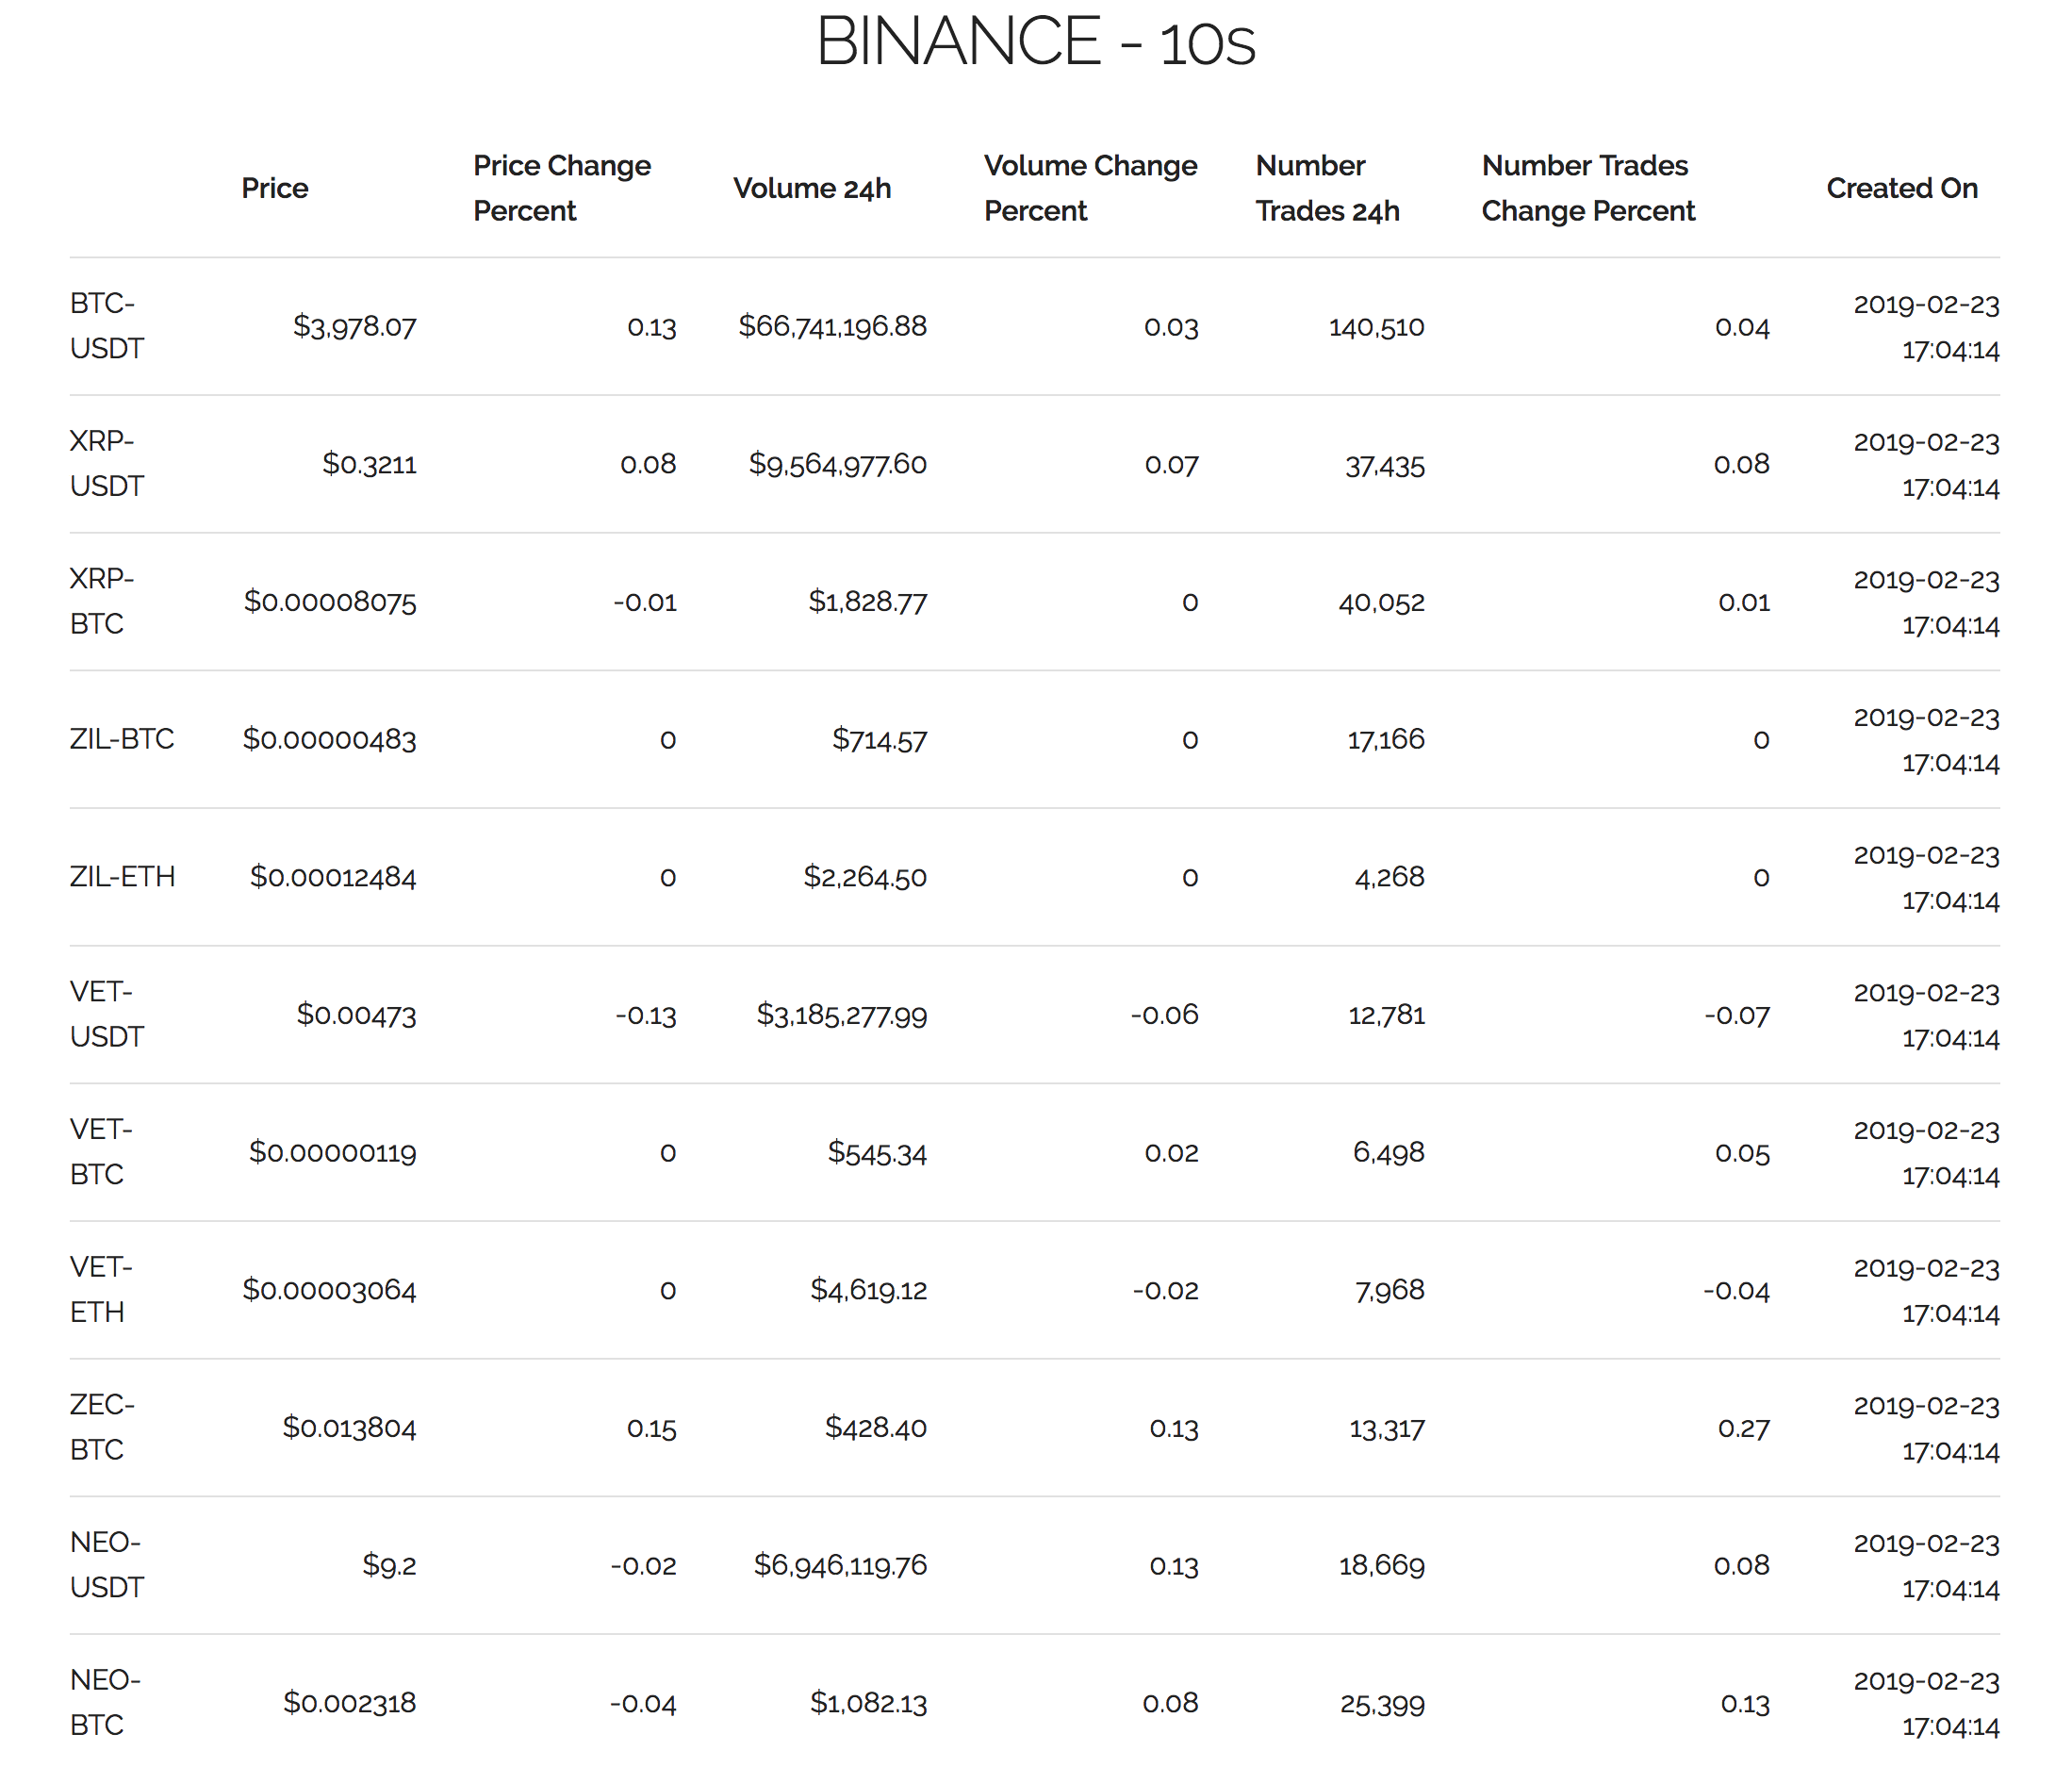 BINANCE - 10s
Price Price Change Percent Volume 24h Volume Change Percent Number Trades 24h Number Trades Change Percent Created On
BTC-USDT $3,978.07 0.13 $66,741,196.88 0.03 140,510 0.04 2019-02-23 17:04:14
XRP-USDT $0.3211 0.08 $9,564,977.60 0.07 37,435 0.08 2019-02-23 17:04:14
XRP-BTC $0.00008075 -0.01 $1,828.77 0 40,052 0.01 2019-02-23 17:04:14
ZIL-BTC $0.00000483 0 $714.57 0 17,166 0 2019-02-23 17:04:14
ZIL-ETH $0.00012484 0 $2,264.50 0 4,268 0 2019-02-23 17:04:14
VET-USDT $0.00473 -0.13 $3,185,277.99 -0.06 12,781 -0.07 2019-02-23 17:04:14
VET-BTC $0.00000119 0 $545.34 0.02 6,498 0.05 2019-02-23 17:04:14
VET-ETH $0.00003064 0 $4,619.12 -0.02 7,968 -0.04 2019-02-23 17:04:14
ZEC-BTC $0.013804 0.15 $428.40 0.13 13,317 0.27 2019-02-23 17:04:14
NEO-USDT $9.2 -0.02 $6,946,119.76 0.13 18,669 0.08 2019-02-23 17:04:14
NEO-BTC $0.002318 -0.04 $1,082.13 0.08 25,399 0.13 2019-02-23 17:04:14